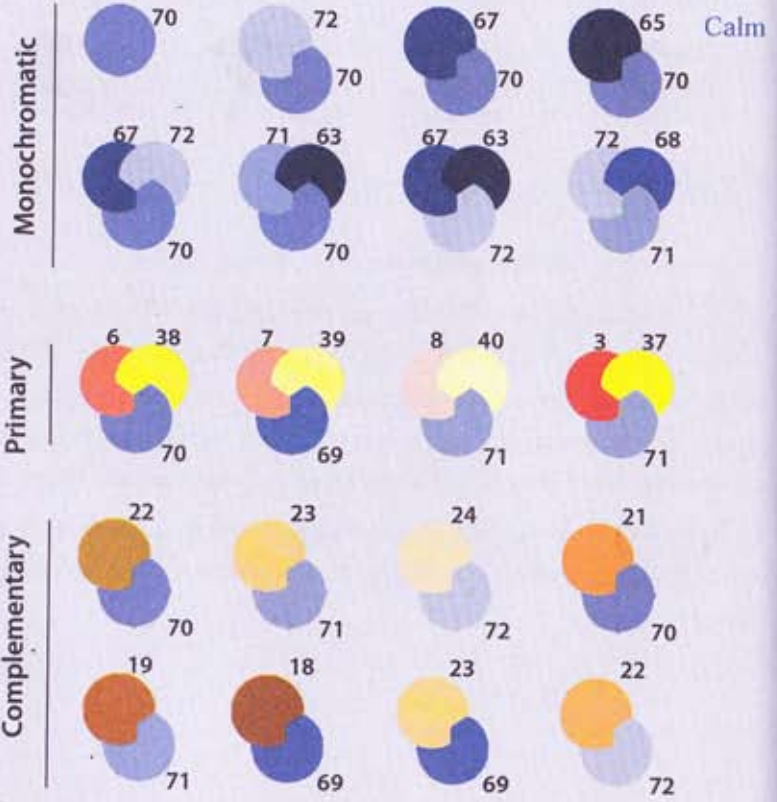 Calm
Monochromatic
70 72 67 65
70 70 70
67 72 71 63 67 63 72 68
70 70 72 71
Primary
6 38 7 39 8 40 3 37
70 69 71 71
Complementary
22 23 24 21
70 71 72 70
19 18 23 22
71 69 69 72